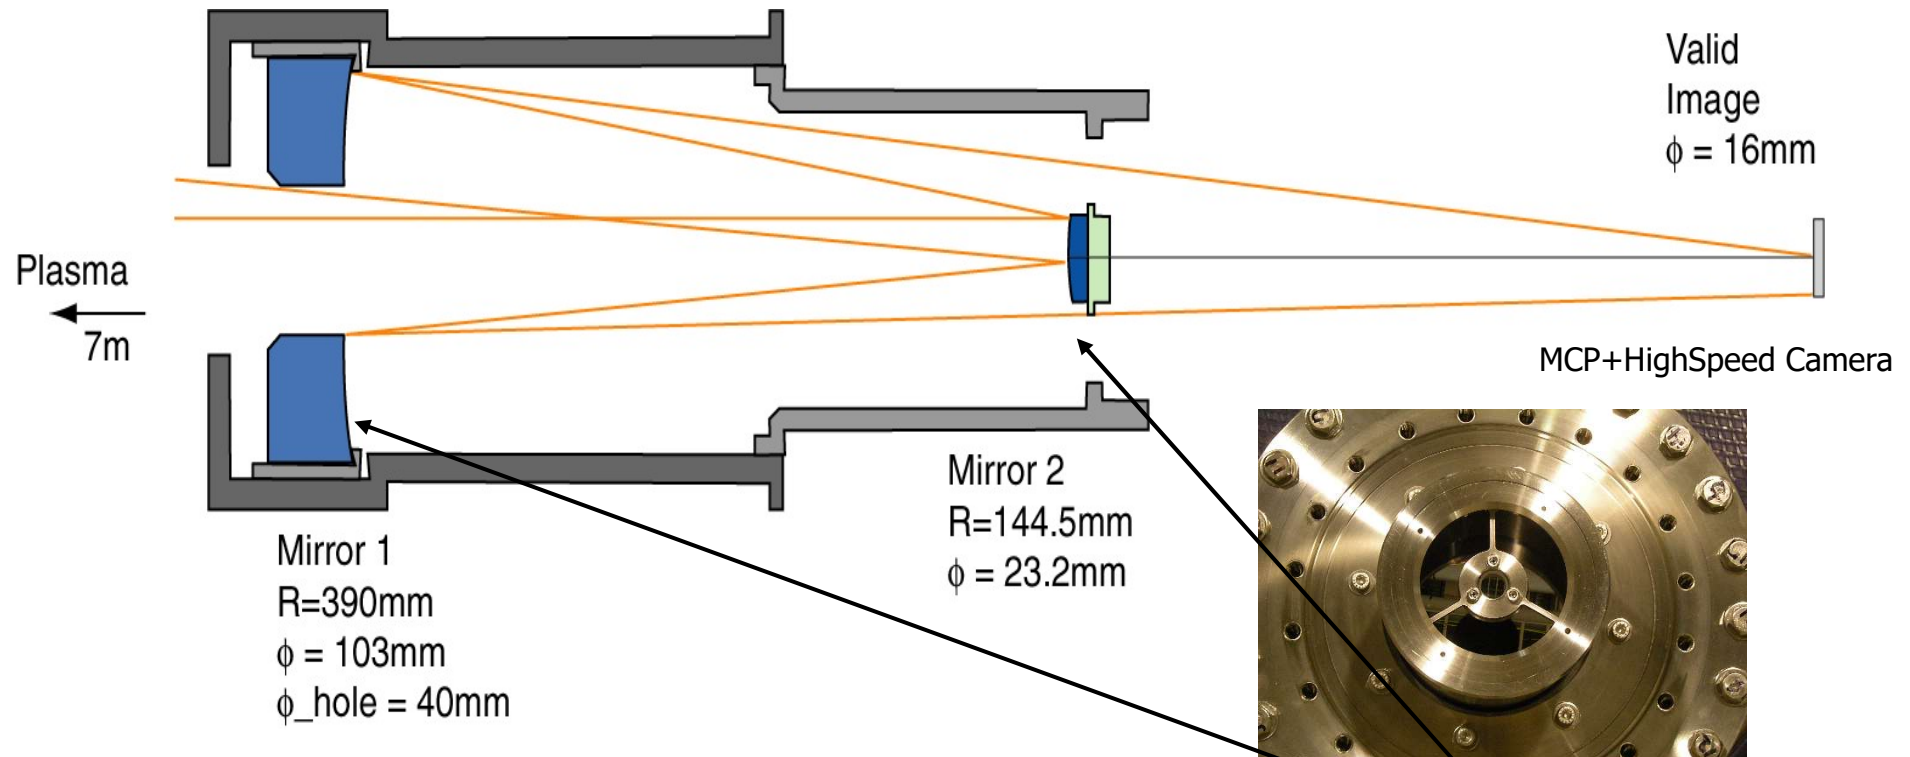 Valid
Image
ϕ = 16mm
Plasma
7m
MCP+HighSpeed Camera
Mirror 2
R=144.5mm
ϕ = 23.2mm
Mirror 1
R=390mm
ϕ = 103mm
ϕ_hole = 40mm